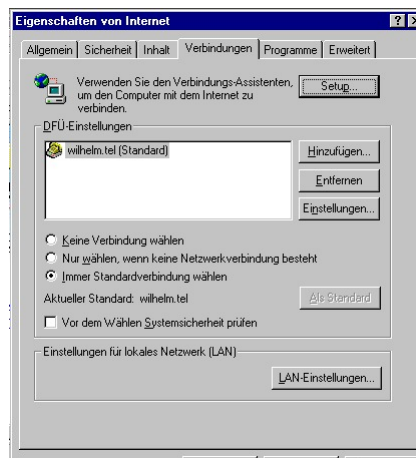 Eigenschaften von Internet
Allgemein Sicherheit Inhalt Verbindungen Programme Erweitert
Verwenden Sie den Verbindungs-Assistenten,
um den Computer mit dem Internet zu
verbinden.
Setup...
DFÜ-Einstellungen
wilhelm.tel (Standard)
Hinzufügen...
Entfernen
Einstellungen...
Keine Verbindung wählen
Nur wählen, wenn keine Netzwerkverbindung besteht
Immer Standardverbindung wählen
Aktueller Standard: wilhelm.tel
Als Standard
Vor dem Wählen Systemsicherheit prüfen
Einstellungen für lokales Netzwerk (LAN)
LAN-Einstellungen...